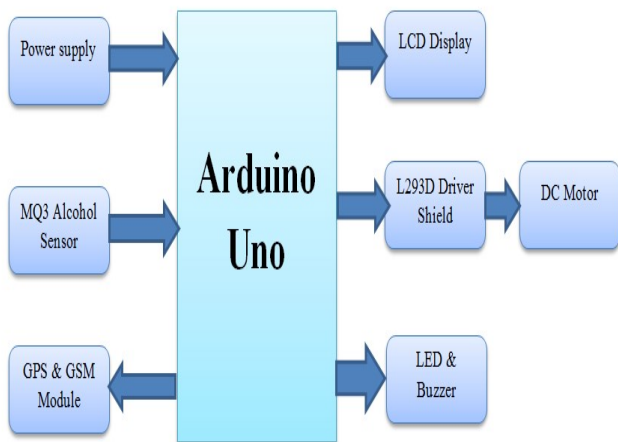 Power supply
MQ3 Alcohol
Sensor
GPS & GSM
Module
Arduino
Uno
LCD Display
L293D Driver
Shield
DC Motor
LED &
Buzzer